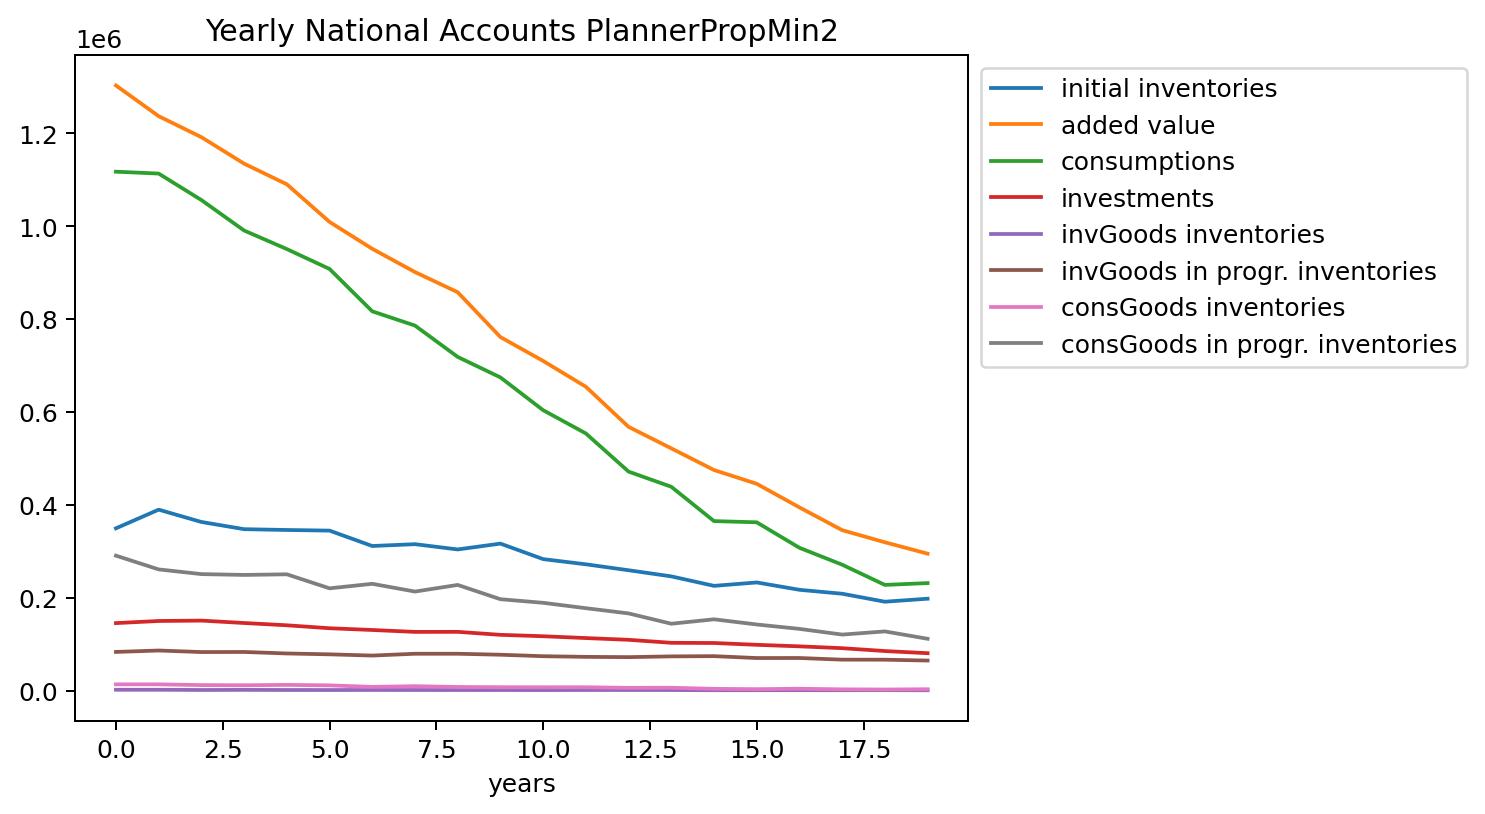 Yearly National Accounts PlannerPropMin2
1e6
1.2
1.0
0.8
0.6
0.4
0.2
0.0
0.0 2.5 5.0 7.5 10.0 12.5 15.0 17.5
years
initial inventories
added value
consumptions
investments
invGoods inventories
invGoods in progr. inventories
consGoods inventories
consGoods in progr. inventories